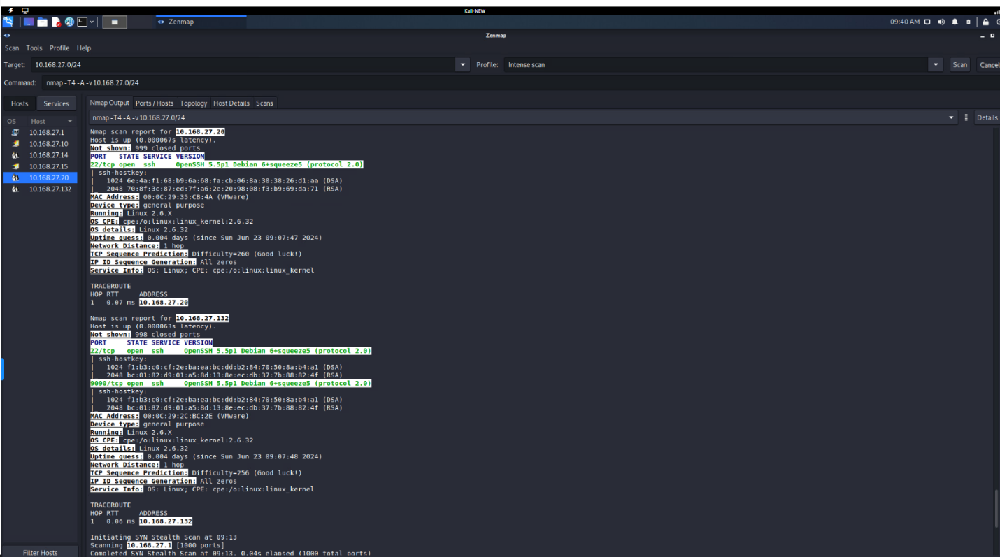 Kali-NEW
Zenmap
09:40 AM
Zenmap
Scan Tools Profile Help
Target: 10.168.27.0/24 Profile: Intense scan Scan Cancel
Command: nmap -T4 -A -v 10.168.27.0/24
Hosts Services Nmap Output Ports / Hosts Topology Host Details Scans
OS Host nmap -T4 -A -v 10.168.27.0/24 Details
10.168.27.1
10.168.27.10
10.168.27.14
10.168.27.15
10.168.27.20
10.168.27.132
Nmap scan report for 10.168.27.20
Host is up (0.000067s latency).
Not shown: 999 closed ports
PORT STATE SERVICE VERSION
22/tcp open ssh OpenSSH 5.5p1 Debian 6+squeeze5 (protocol 2.0)
| ssh-hostkey:
| 1024 6e:4a:f1:68:b9:6a:68:fa:cb:06:8a:30:38:26:d1:aa (DSA)
|_ 2048 70:8f:3c:87:ed:7f:a6:2e:20:98:08:f3:b9:69:da:71 (RSA)
MAC Address: 00:0C:29:35:CB:4A (VMware)
Device type: general purpose
Running: Linux 2.6.X
OS CPE: cpe:/o:linux:linux_kernel:2.6.32
OS details: Linux 2.6.32
Uptime guess: 0.004 days (since Sun Jun 23 09:07:47 2024)
Network Distance: 1 hop
TCP Sequence Prediction: Difficulty=260 (Good luck!)
IP ID Sequence Generation: All zeros
Service Info: OS: Linux; CPE: cpe:/o:linux:linux_kernel
TRACEROUTE
HOP RTT ADDRESS
1 0.07 ms 10.168.27.20
Nmap scan report for 10.168.27.132
Host is up (0.000063s latency).
Not shown: 998 closed ports
PORT STATE SERVICE VERSION
22/tcp open ssh OpenSSH 5.5p1 Debian 6+squeeze5 (protocol 2.0)
| ssh-hostkey:
| 1024 f1:b3:c0:cf:2e:ba:ea:bc:dd:b2:84:70:50:8a:b4:a1 (DSA)
|_ 2048 bc:01:82:d9:01:a5:8d:13:8e:ec:db:37:7b:88:82:4f (RSA)
9090/tcp open ssh OpenSSH 5.5p1 Debian 6+squeeze5 (protocol 2.0)
| ssh-hostkey:
| 1024 f1:b3:c0:cf:2e:ba:ea:bc:dd:b2:84:70:50:8a:b4:a1 (DSA)
|_ 2048 bc:01:82:d9:01:a5:8d:13:8e:ec:db:37:7b:88:82:4f (RSA)
MAC Address: 00:0C:29:2C:BC:2E (VMware)
Device type: general purpose
Running: Linux 2.6.X
OS CPE: cpe:/o:linux:linux_kernel:2.6.32
OS details: Linux 2.6.32
Uptime guess: 0.004 days (since Sun Jun 23 09:07:48 2024)
Network Distance: 1 hop
TCP Sequence Prediction: Difficulty=256 (Good luck!)
IP ID Sequence Generation: All zeros
Service Info: OS: Linux; CPE: cpe:/o:linux:linux_kernel
TRACEROUTE
HOP RTT ADDRESS
1 0.06 ms 10.168.27.132
Initiating SYN Stealth Scan at 09:13
Scanning 10.168.27.1 [1000 ports]
Completed SYN Stealth Scan at 09:13, 0.04s elapsed (1000 total ports)
Filter Hosts